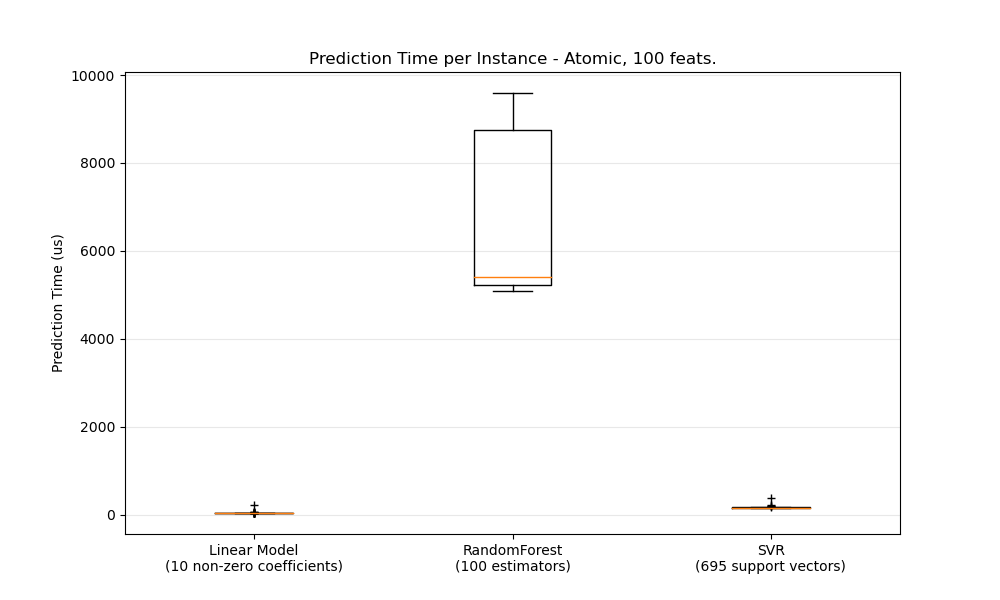 Prediction Time per Instance - Atomic, 100 feats.
Prediction Time (us)
10000
8000
6000
4000
2000
0
Linear Model
(10 non-zero coefficients)
RandomForest
(100 estimators)
SVR
(695 support vectors)